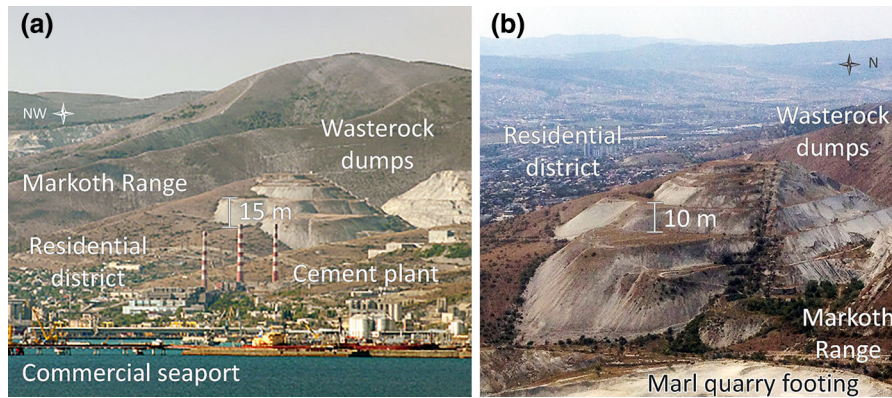 (a)
NW
Wasterock
dumps
Markoth Range
15 m
Residential
district
Cement plant
Commercial seaport
(b)
N
Residential
district
Wasterock
dumps
10 m
Markoth
Range
Marl quarry footing